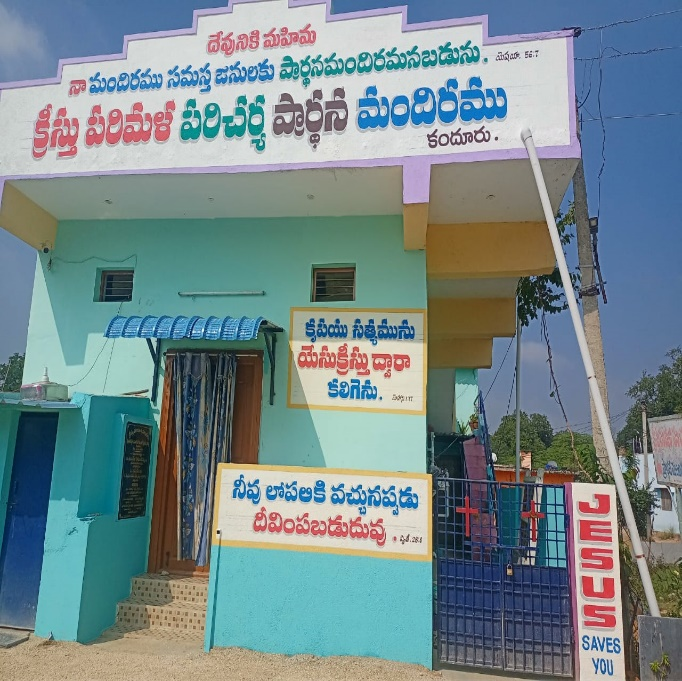 దేవునికి మహిమ
నా మందిరము సమస్త జనులకు ప్రార్థనమందిరమనబడును. యెషయా. 56:7
క్రీస్తు పరిమళ పరిచర్య ప్రార్థన మందిరము
కందూరు.
కృపయు సత్యమును
యేసుక్రీస్తు ద్వారా
కలిగెను.
నీవు లోపలికి వచ్చునప్పడు
దీవింపబడుదువు
JESUS
SAVES
YOU